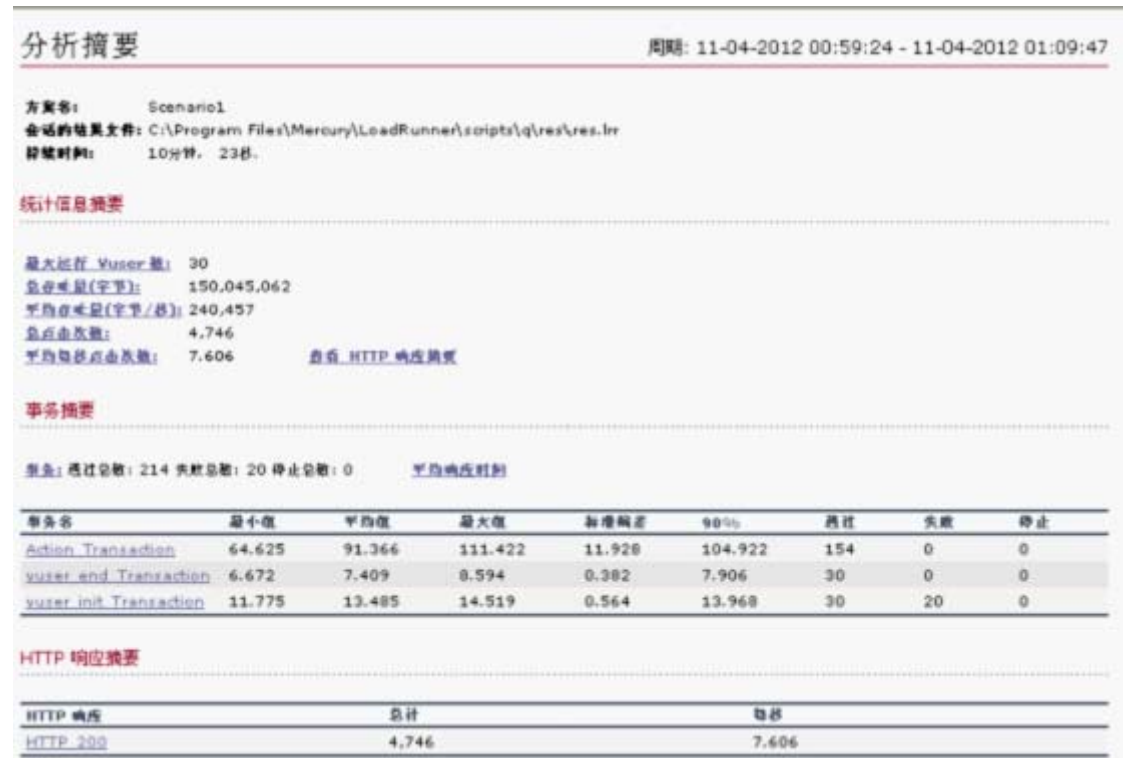 分析摘要
周期: 11-04-2012 00:59:24 - 11-04-2012 01:09:47
方案名: Scenario1
会话的结果文件: C:\Program Files\Mercury\LoadRunner\scripts\q\res\res.lrr
持续时间: 10分钟, 23秒.
统计信息摘要
最大运行 Vuser 数: 30
总吞吐量(字节): 150,045,062
平均吞吐量(字节/秒): 240,457
总点击次数: 4,746
平均每秒点击次数: 7.606 查看 HTTP 响应摘要
事务摘要
事务: 通过总数: 214 失败总数: 20 停止总数: 0 平均响应时间
事务名 最小值 平均值 最大值 标准偏差 90% 通过 失败 停止
Action_Transaction 64.625 91.366 111.422 11.928 104.922 154 0 0
vuser_end_Transaction 6.672 7.409 8.594 0.382 7.906 30 0 0
vuser_init_Transaction 11.775 13.485 14.519 0.564 13.968 30 20 0
HTTP 响应摘要
HTTP 响应 总计 每秒
HTTP_200 4,746 7.606